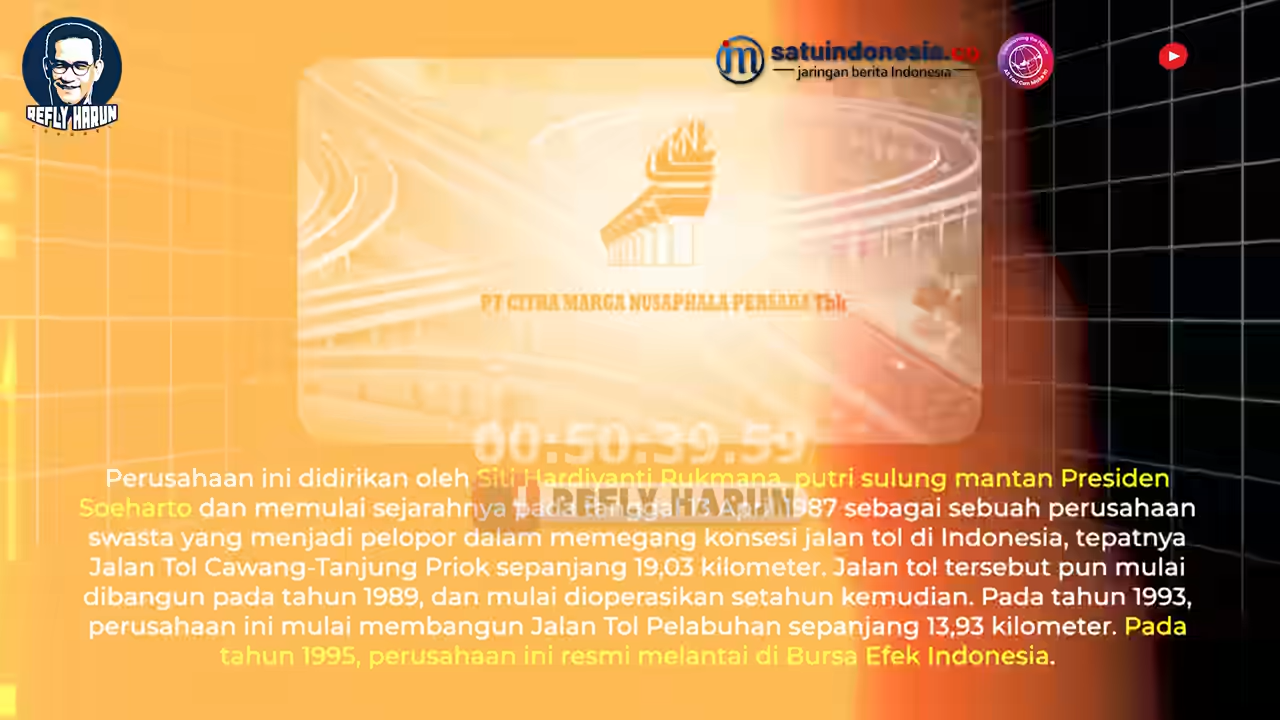 REFLY HARUN
satuindonesia.co
jaringan berita Indonesia
PT CITRA MARGA NUSAPHALA PERSADA Tbk
00:50:39.59
Perusahaan ini didirikan oleh Siti Hardiyanti Rukmana, putri sulung mantan Presiden
REFLY HARUN
Soeharto dan memulai sejarahnya pada tanggal 13 April 1987 sebagai sebuah perusahaan
swasta yang menjadi pelopor dalam memegang konsesi jalan tol di Indonesia, tepatnya
Jalan Tol Cawang-Tanjung Priok sepanjang 19,03 kilometer. Jalan tol tersebut pun mulai
dibangun pada tahun 1989, dan mulai dioperasikan setahun kemudian. Pada tahun 1993,
perusahaan ini mulai membangun Jalan Tol Pelabuhan sepanjang 13,93 kilometer. Pada
tahun 1995, perusahaan ini resmi melantai di Bursa Efek Indonesia.